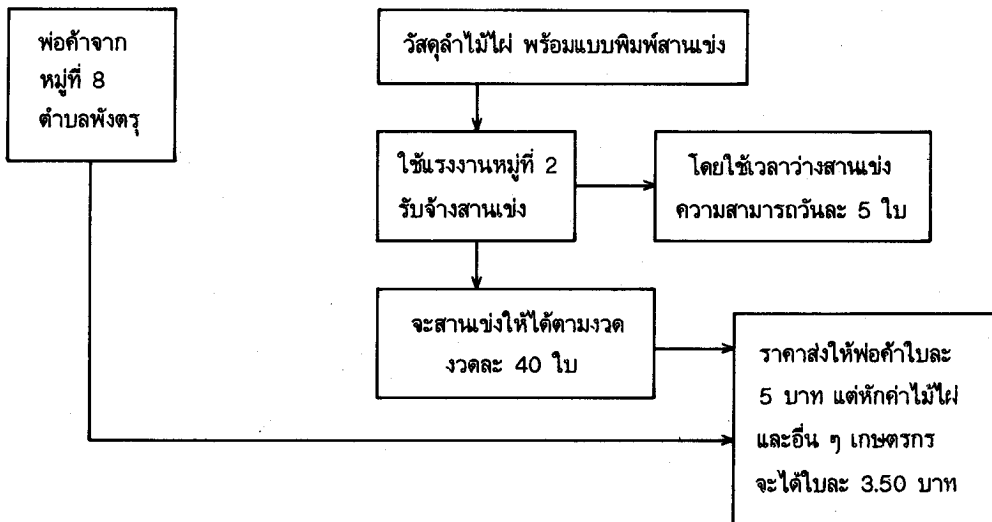 พ่อค้าจาก
หมู่ที่ 8
ตำบลพังตรุ
วัสดุลำไม้ไผ่ พร้อมแบบพิมพ์สานเข่ง
ใช้แรงงานหมู่ที่ 2
รับจ้างสานเข่ง
โดยใช้เวลาว่างสานเข่ง
ความสามารถวันละ 5 ใบ
จะสานเข่งให้ได้ตามงวด
งวดละ 40 ใบ
ราคาส่งให้พ่อค้าใบละ
5 บาท แต่หักค่าไม้ไผ่
และอื่น ๆ เกษตรกร
จะได้ใบละ 3.50 บาท